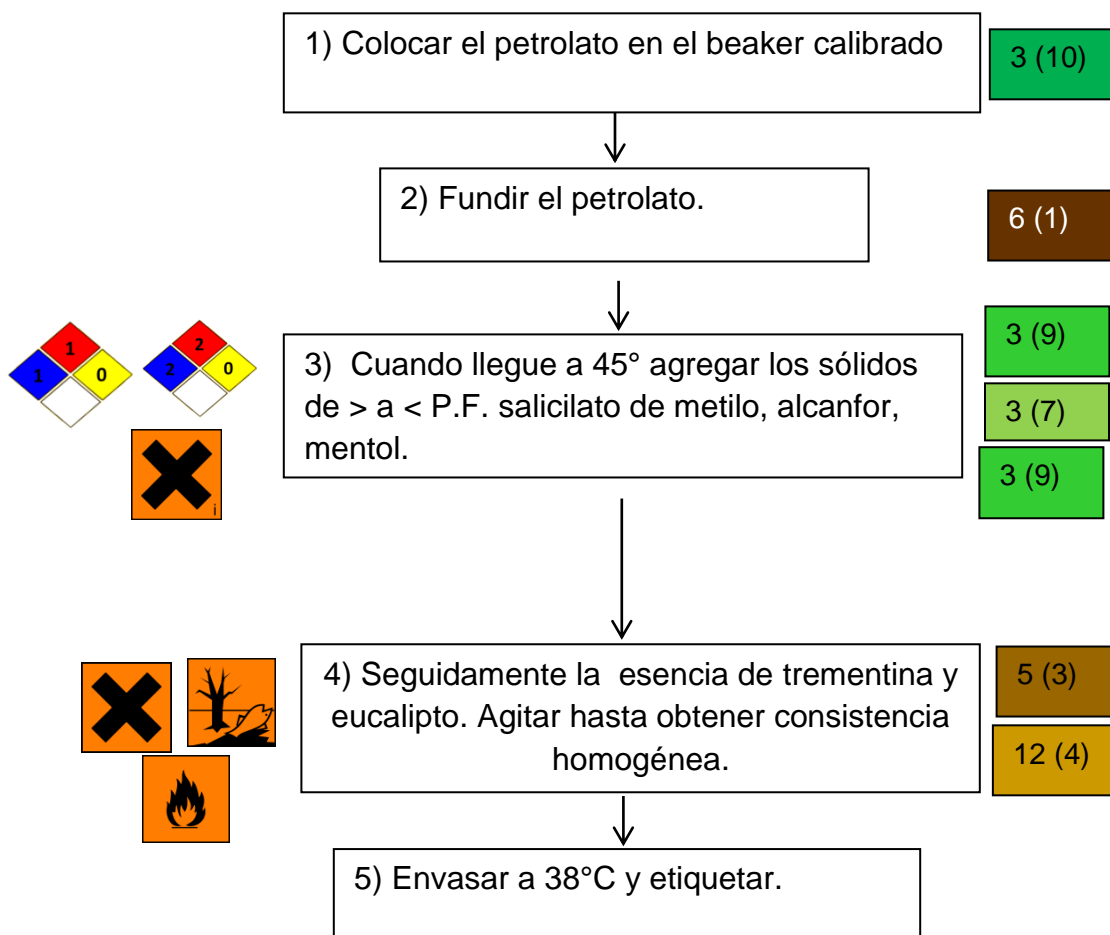 1) Colocar el petrolato en el beaker calibrado
3 (10)
2) Fundir el petrolato.
6 (1)
1
1
0
2
2
0
3) Cuando llegue a 45° agregar los sólidos
de > a < P.F. salicilato de metilo, alcanfor,
mentol.
3 (9)
3 (7)
3 (9)
i
4) Seguidamente la esencia de trementina y
eucalipto. Agitar hasta obtener consistencia
homogénea.
5 (3)
12 (4)
5) Envasar a 38°C y etiquetar.